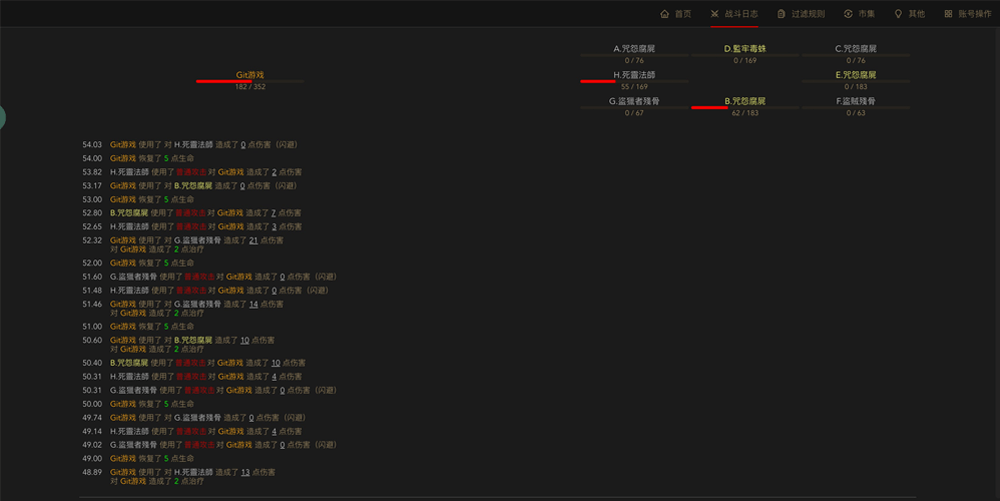 首页 战斗日志 过滤规则 市集 其他 账号操作
A.咒怨腐屍 D.監牢毒蛛 C.咒怨腐屍
0 / 76 0 / 169 0 / 76
Git游戏 H.死靈法師 E.咒怨腐屍
182 / 352 55 / 169 0 / 183
G.盜獵者殘骨 B.咒怨腐屍 F.盜賊殘骨
0 / 67 62 / 183 0 / 63
54.03 Git游戏 使用了 对 H.死靈法師 造成了 0 点伤害（闪避）
54.00 Git游戏 恢复了 5 点生命
53.82 H.死靈法師 使用了 普通攻击 对 Git游戏 造成了 2 点伤害
53.17 Git游戏 使用了 对 B.咒怨腐屍 造成了 0 点伤害（闪避）
53.00 Git游戏 恢复了 5 点生命
52.80 B.咒怨腐屍 使用了 普通攻击 对 Git游戏 造成了 7 点伤害
52.65 H.死靈法師 使用了 普通攻击 对 Git游戏 造成了 3 点伤害
52.32 Git游戏 使用了 对 G.盜獵者殘骨 造成了 21 点伤害
对 Git游戏 造成了 2 点治疗
52.00 Git游戏 恢复了 5 点生命
51.60 G.盜獵者殘骨 使用了 普通攻击 对 Git游戏 造成了 0 点伤害（闪避）
51.48 H.死靈法師 使用了 普通攻击 对 Git游戏 造成了 0 点伤害（闪避）
51.46 Git游戏 使用了 对 G.盜獵者殘骨 造成了 14 点伤害
对 Git游戏 造成了 2 点治疗
51.00 Git游戏 恢复了 5 点生命
50.60 Git游戏 使用了 对 B.咒怨腐屍 造成了 10 点伤害
对 Git游戏 造成了 2 点治疗
50.40 B.咒怨腐屍 使用了 普通攻击 对 Git游戏 造成了 10 点伤害
50.31 H.死靈法師 使用了 普通攻击 对 Git游戏 造成了 4 点伤害
50.31 G.盜獵者殘骨 使用了 普通攻击 对 Git游戏 造成了 0 点伤害（闪避）
50.00 Git游戏 恢复了 5 点生命
49.74 Git游戏 使用了 对 G.盜獵者殘骨 造成了 0 点伤害（闪避）
49.14 H.死靈法師 使用了 普通攻击 对 Git游戏 造成了 4 点伤害
49.02 G.盜獵者殘骨 使用了 普通攻击 对 Git游戏 造成了 0 点伤害（闪避）
49.00 Git游戏 恢复了 5 点生命
48.89 Git游戏 使用了 对 H.死靈法師 造成了 13 点伤害
对 Git游戏 造成了 2 点治疗